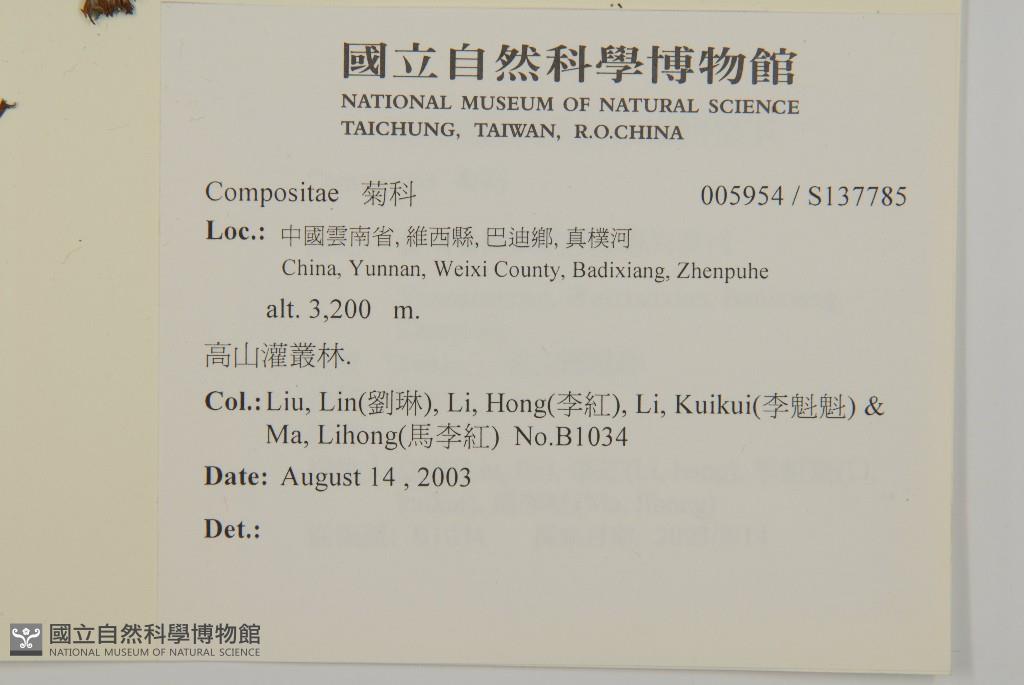 國立自然科學博物館
NATIONAL MUSEUM OF NATURAL SCIENCE
TAICHUNG, TAIWAN, R.O.CHINA
Compositae 菊科 005954 / S137785
Loc.: 中國雲南省, 維西縣, 巴迪鄉, 真樸河
China, Yunnan, Weixi County, Badixiang, Zhenpuhe
alt. 3,200 m.
高山灌叢林.
Col.: Liu, Lin(劉琳), Li, Hong(李紅), Li, Kuikui(李魁魁) &
Ma, Lihong(馬李紅) No.B1034
Date: August 14 , 2003
Det.:
國立自然科學博物館
NATIONAL MUSEUM OF NATURAL SCIENCE